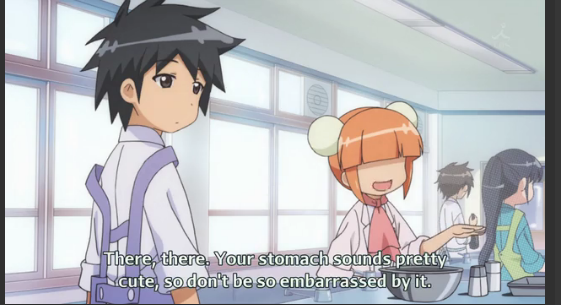 There, there. Your stomach sounds pretty
cute, so don't be so embarrassed by it.